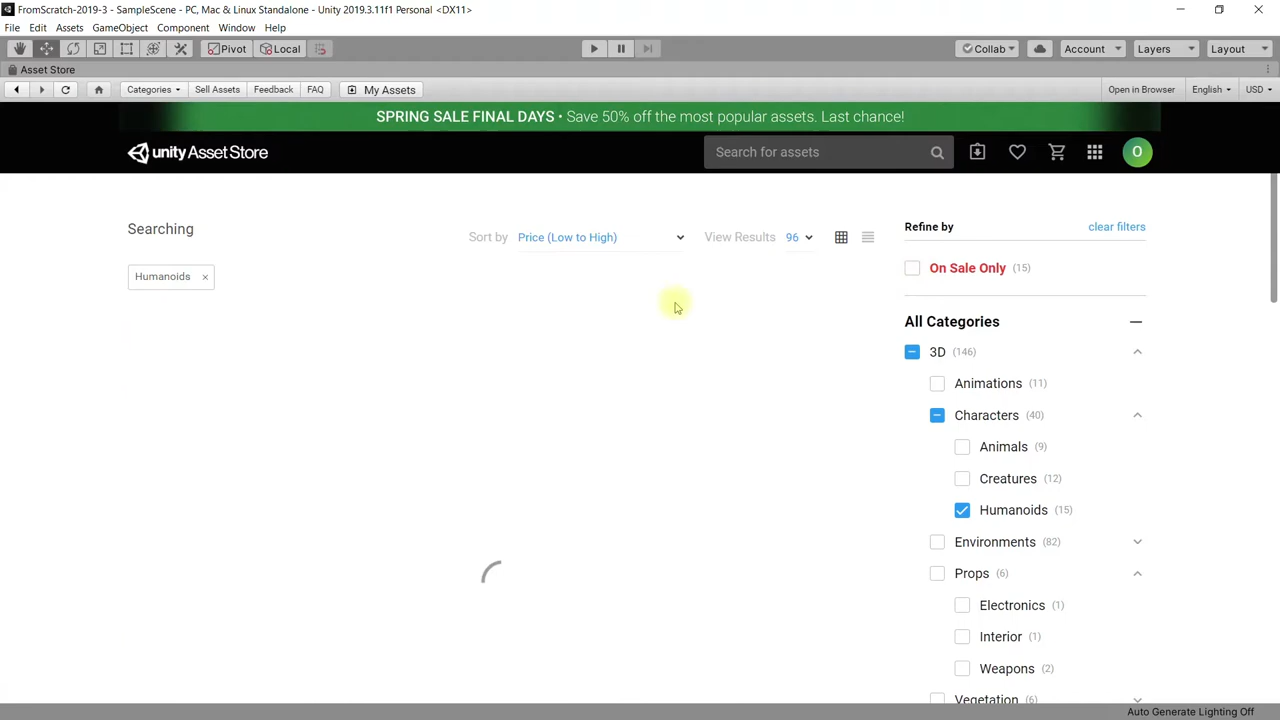 FromScratch-2019-3 - SampleScene - PC, Mac & Linux Standalone - Unity 2019.3.11f1 Personal <DX11>
File Edit Assets GameObject Component Window Help
Pivot Local Collab Account Layers Layout
Asset Store
Categories Sell Assets Feedback FAQ My Assets Open in Browser English USD
SPRING SALE FINAL DAYS • Save 50% off the most popular assets. Last chance!
unity Asset Store Search for assets O
Searching Sort by Price (Low to High) View Results 96
Humanoids ×
Refine by clear filters
On Sale Only (15)
All Categories
3D (146)
Animations (11)
Characters (40)
Animals (9)
Creatures (12)
Humanoids (15)
Environments (82)
Props (6)
Electronics (1)
Interior (1)
Weapons (2)
Vegetation (6)
Auto Generate Lighting Off